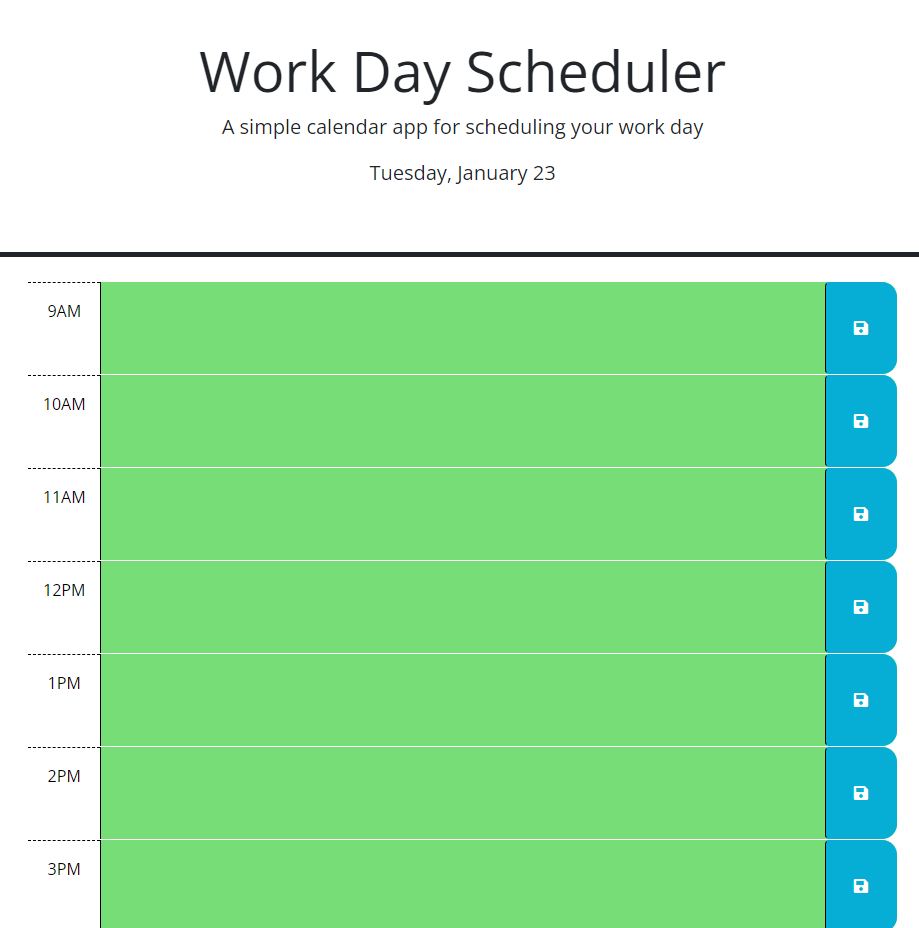 Work Day Scheduler
A simple calendar app for scheduling your work day
Tuesday, January 23
9AM
10AM
11AM
12PM
1PM
2PM
3PM